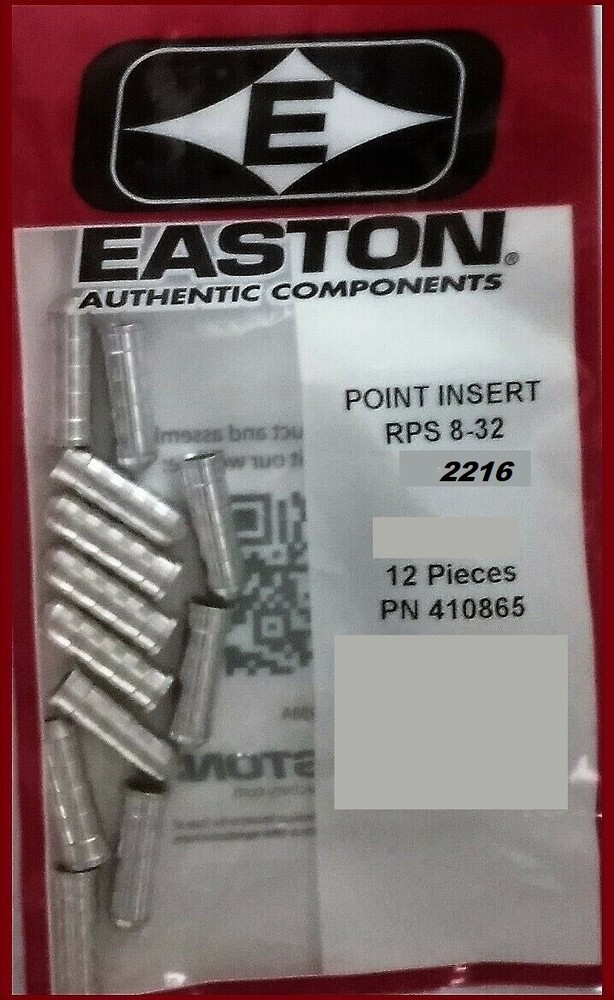 E
EASTON®
AUTHENTIC COMPONENTS
POINT INSERT
RPS 8-32
2216
12 Pieces
PN 410865